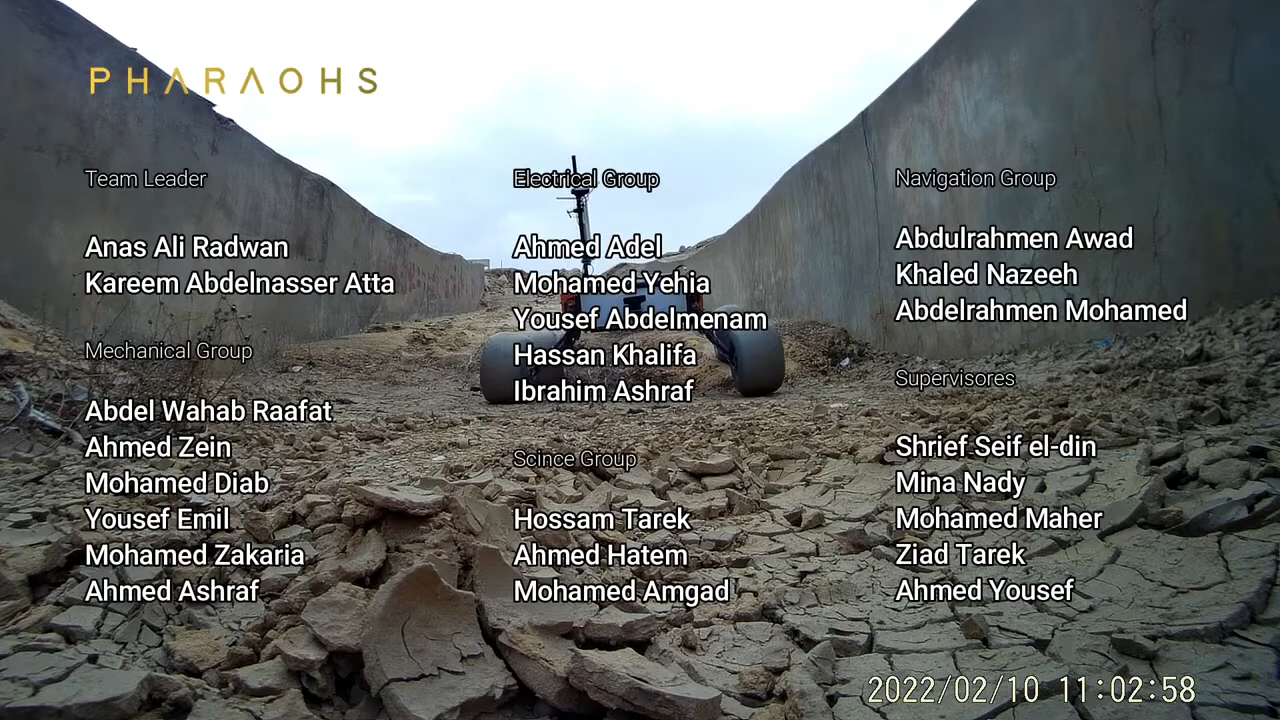 PHARAOHS
Team Leader
Anas Ali Radwan
Kareem Abdelnasser Atta
Mechanical Group
Abdel Wahab Raafat
Ahmed Zein
Mohamed Diab
Yousef Emil
Mohamed Zakaria
Ahmed Ashraf
Electrical Group
Ahmed Adel
Mohamed Yehia
Yousef Abdelmenam
Hassan Khalifa
Ibrahim Ashraf
Scince Group
Hossam Tarek
Ahmed Hatem
Mohamed Amgad
Navigation Group
Abdulrahmen Awad
Khaled Nazeeh
Abdelrahmen Mohamed
Supervisores
Shrief Seif el-din
Mina Nady
Mohamed Maher
Ziad Tarek
Ahmed Yousef
2022/02/10 11:02:58